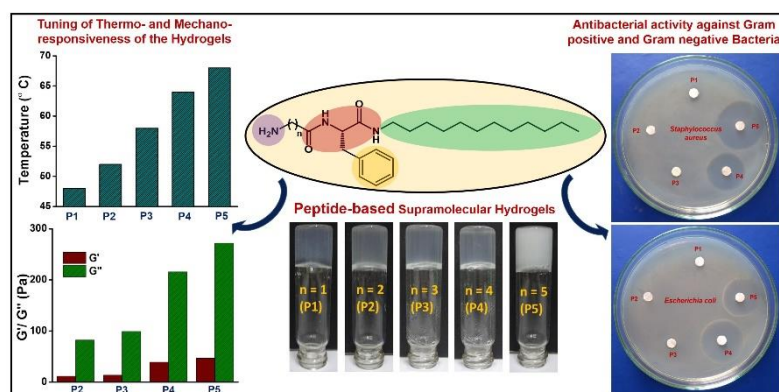 Tuning of Thermo- and Mechano-
responsiveness of the Hydrogels
Temperature(° C)
70
65
60
55
50
45
P1 P2 P3 P4 P5
G'/ G'' (Pa)
300
200
100
0
G'
G''
P2 P3 P4 P5
H₂N
( )n
O
H
N
O
N
H
Peptide-based Supramolecular Hydrogels
n = 1
(P1)
n = 2
(P2)
n = 3
(P3)
n = 4
(P4)
n = 5
(P5)
Antibacterial activity against Gram
positive and Gram negative Bacteria
P1
P2
Staphylococcus
aureus
P5
P3
P4
P1
P2
Escherichia coli
P5
P3
P4